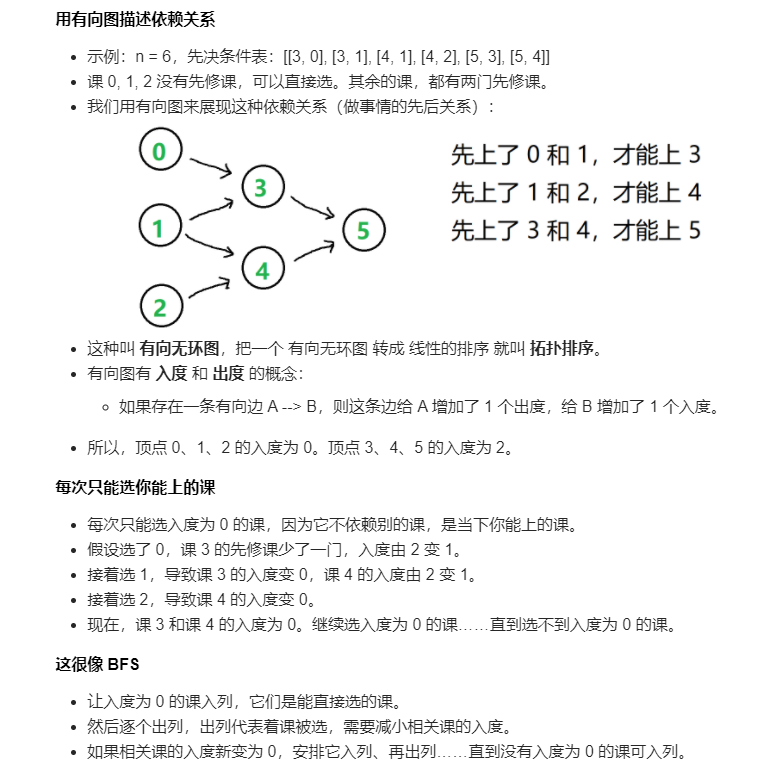 用有向图描述依赖关系
示例：n = 6，先决条件表：[[3, 0], [3, 1], [4, 1], [4, 2], [5, 3], [5, 4]]
课 0, 1, 2 没有先修课，可以直接选。其余的课，都有两门先修课。
我们用有向图来展现这种依赖关系（做事情的先后关系）：
0
1
2
3
4
5
先上了 0 和 1，才能上 3
先上了 1 和 2，才能上 4
先上了 3 和 4，才能上 5
这种叫 有向无环图，把一个 有向无环图 转成 线性的排序 就叫 拓扑排序。
有向图有 入度 和 出度 的概念：
如果存在一条有向边 A --> B，则这条边给 A 增加了 1 个出度，给 B 增加了 1 个入度。
所以，顶点 0、1、2 的入度为 0。顶点 3、4、5 的入度为 2。
每次只能选你能上的课
每次只能选入度为 0 的课，因为它不依赖别的课，是当下你能上的课。
假设选了 0，课 3 的先修课少了一门，入度由 2 变 1。
接着选 1，导致课 3 的入度变 0，课 4 的入度由 2 变 1。
接着选 2，导致课 4 的入度变 0。
现在，课 3 和课 4 的入度为 0。继续选入度为 0 的课……直到选不到入度为 0 的课。
这很像 BFS
让入度为 0 的课入列，它们是能直接选的课。
然后逐个出列，出列代表着课被选，需要减小相关课的入度。
如果相关课的入度新变为 0，安排它入列、再出列……直到没有入度为 0 的课可入列。